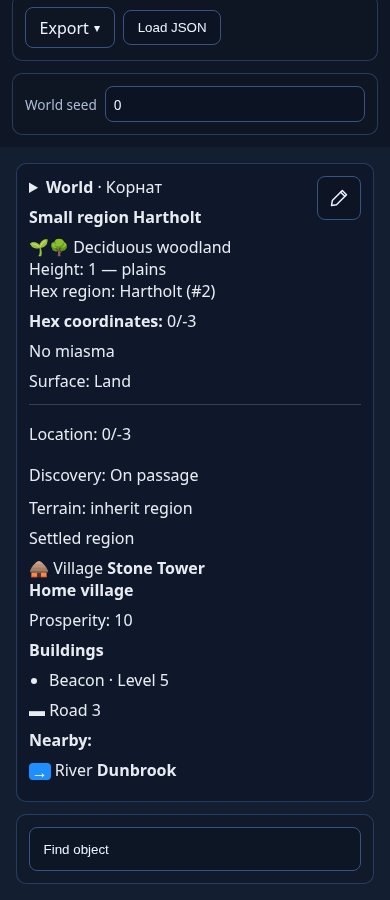 Export ▾ Load JSON
World seed 0
▶ World · Корнат
Small region Hartholt
🌱🌳 Deciduous woodland
Height: 1 — plains
Hex region: Hartholt (#2)
Hex coordinates: 0/-3
No miasma
Surface: Land
Location: 0/-3
Discovery: On passage
Terrain: inherit region
Settled region
🛖 Village Stone Tower
Home village
Prosperity: 10
Buildings
• Beacon · Level 5
▬ Road 3
Nearby:
→ River Dunbrook
Find object